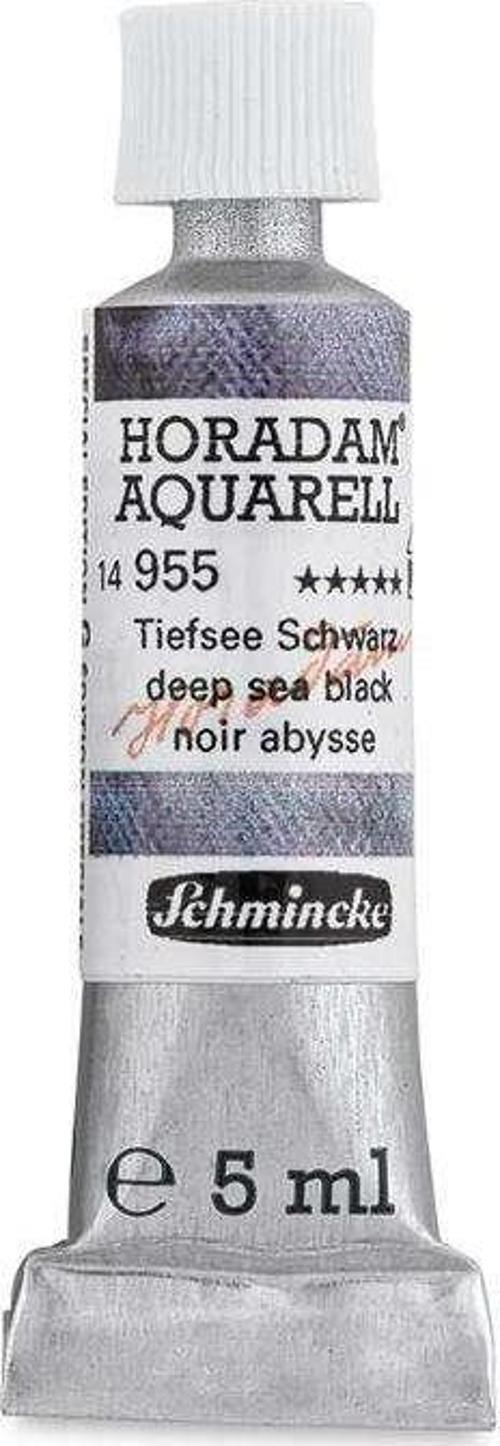 HORADAM®
AQUARELL
14 955 ★★★★★
Tiefsee Schwarz
deep sea black
noir abysse
Schmincke
℮ 5 ml